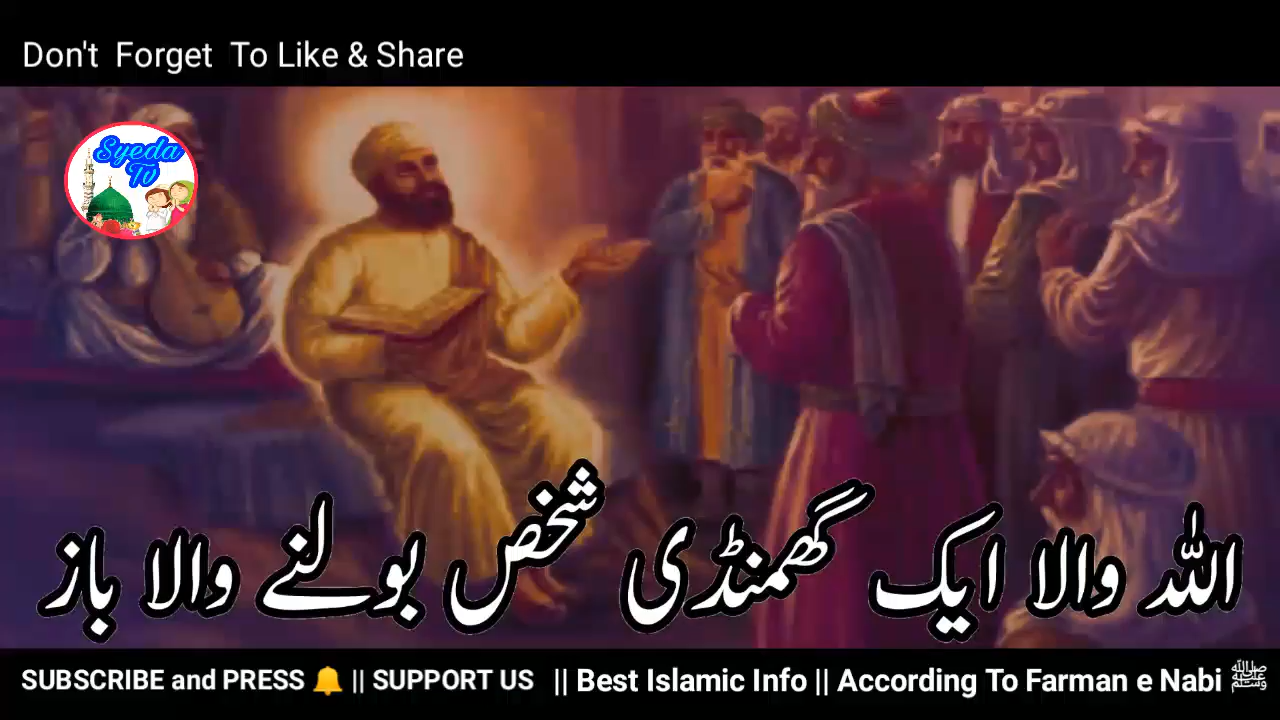 Don't Forget To Like & Share
Syeda
Tv
اللہ والا ایک گھمنڈی شخص بولنے والا باز
SUBSCRIBE and PRESS 🔔 || SUPPORT US || Best Islamic Info || According To Farman e Nabi ﷺ